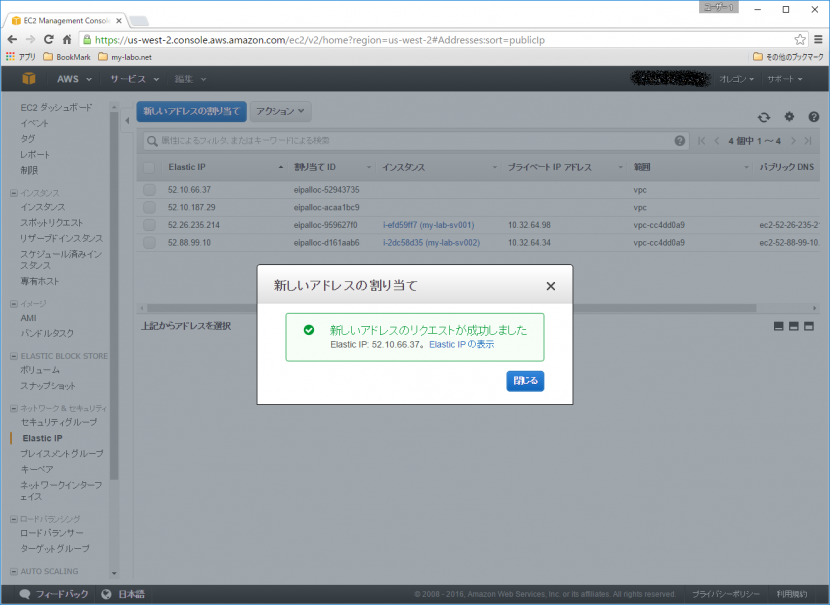 ユーザー1
EC2 Management Consol
https://us-west-2.console.aws.amazon.com/ec2/v2/home?region=us-west-2#Addresses:sort=publicIp
アプリ BookMark my-labo.net その他のブックマーク
AWS サービス 編集 オレゴン サポート
EC2 ダッシュボード
イベント
タグ
レポート
制限
インスタンス
インスタンス
スポットリクエスト
リザーブドインスタンス
スケジュール済みイン
スタンス
専有ホスト
イメージ
AMI
バンドルタスク
ELASTIC BLOCK STORE
ボリューム
スナップショット
ネットワーク & セキュリティ
セキュリティグループ
Elastic IP
プレイスメントグループ
キーペア
ネットワークインターフ
ェイス
ロードバランシング
ロードバランサー
ターゲットグループ
AUTO SCALING
新しいアドレスの割り当て アクション
属性によるフィルタ、またはキーワードによる検索
4 個中 1 ~ 4
Elastic IP 割り当て ID インスタンス プライベート IP アドレス 範囲 パブリック DNS
52.10.66.37 eipalloc-52943735 vpc
52.10.187.29 eipalloc-acaa1bc9 vpc
52.26.235.214 eipalloc-959627f0 i-efd59ff7 (my-lab-sv001) 10.32.64.98 vpc-cc4dd0a9 ec2-52-26-235-2
52.88.99.10 eipalloc-d161aab6 i-2dc58d35 (my-lab-sv002) 10.32.64.34 vpc-cc4dd0a9 ec2-52-88-99-10.
上記からアドレスを選択
新しいアドレスの割り当て
新しいアドレスのリクエストが成功しました
Elastic IP: 52.10.66.37。 Elastic IP の表示
閉じる
フィードバック 日本語
© 2008 - 2016, Amazon Web Services, Inc. or its affiliates. All rights reserved. プライバシーポリシー 利用規約